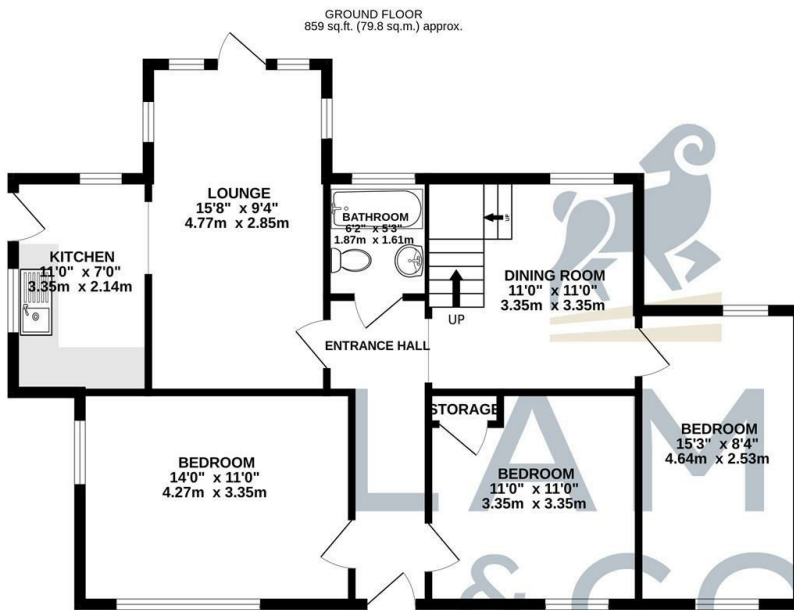 GROUND FLOOR
859 sq.ft. (79.8 sq.m.) approx.
LOUNGE
15'8" x 9'4"
4.77m x 2.85m
BATHROOM
6'2" x 5'3"
1.87m x 1.61m
UP
KITCHEN
11'0" x 7'0"
3.35m x 2.14m
DINING ROOM
11'0" x 11'0"
3.35m x 3.35m
UP
ENTRANCE HALL
STORAGE
BEDROOM
14'0" x 11'0"
4.27m x 3.35m
BEDROOM
11'0" x 11'0"
3.35m x 3.35m
BEDROOM
15'3" x 8'4"
4.64m x 2.53m
LAM
& CO